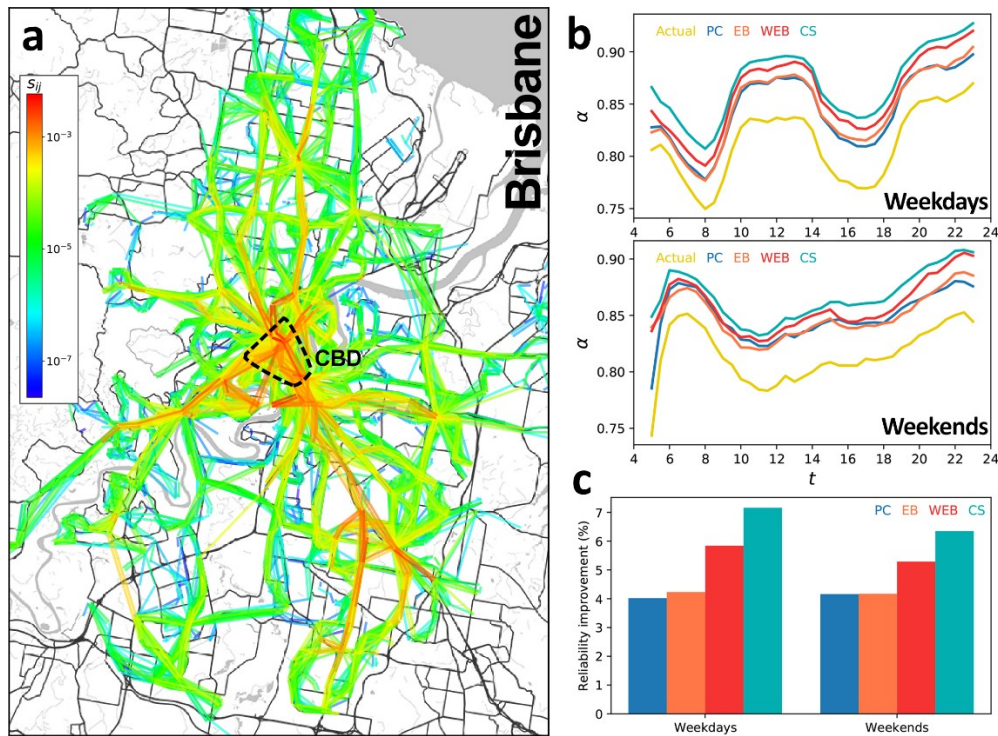 a
Brisbane
s_ij
10⁻³
10⁻⁵
10⁻⁷
CBD
b
Actual PC EB WEB CS
0.90
0.85
0.80
0.75
α
Weekdays
4 6 8 10 12 14 16 18 20 22 24
Actual PC EB WEB CS
0.90
0.85
0.80
0.75
α
Weekends
4 6 8 10 12 14 16 18 20 22 24
t
c
PC EB WEB CS
Reliability improvement (%)
7
6
5
4
3
2
1
0
Weekdays Weekends